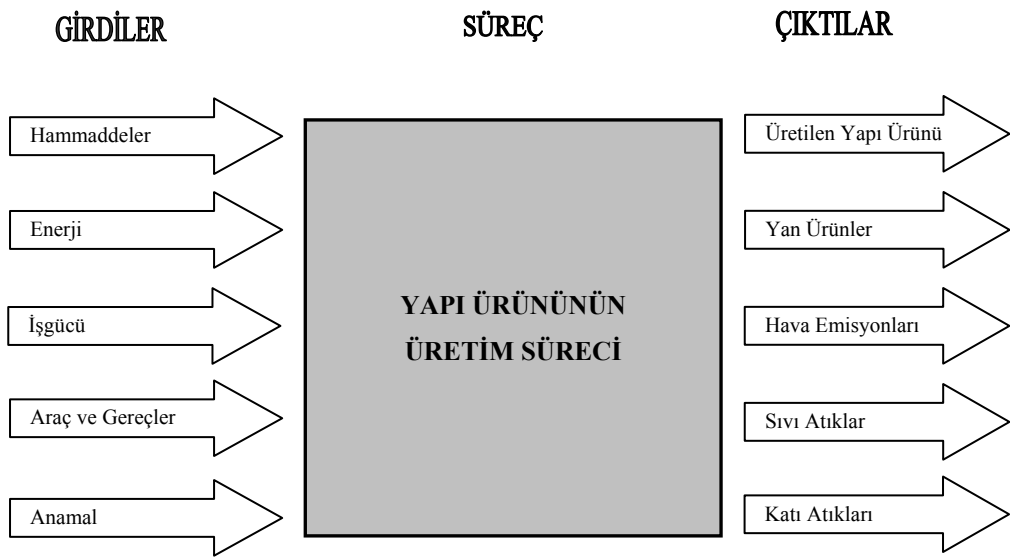 GİRDİLER
SÜREÇ
ÇIKTILAR
Hammaddeler
Enerji
İşgücü
Araç ve Gereçler
Anamal
YAPI ÜRÜNÜNÜN
ÜRETİM SÜRECİ
Üretilen Yapı Ürünü
Yan Ürünler
Hava Emisyonları
Sıvı Atıklar
Katı Atıkları